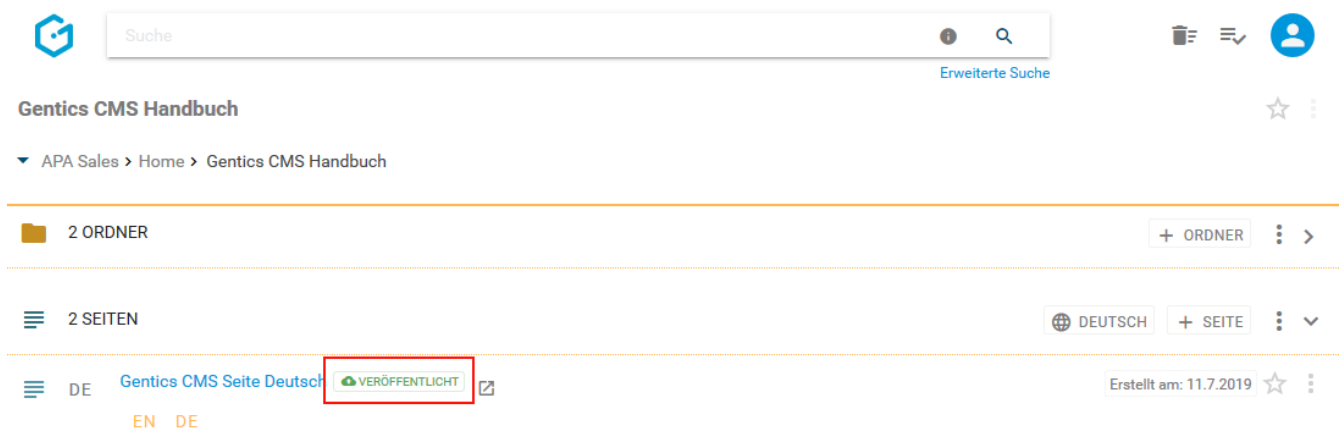 Suche
Erweiterte Suche
Gentics CMS Handbuch
APA Sales > Home > Gentics CMS Handbuch
2 ORDNER + ORDNER
2 SEITEN DEUTSCH + SEITE
DE Gentics CMS Seite Deutsch VERÖFFENTLICHT Erstellt am: 11.7.2019
EN DE